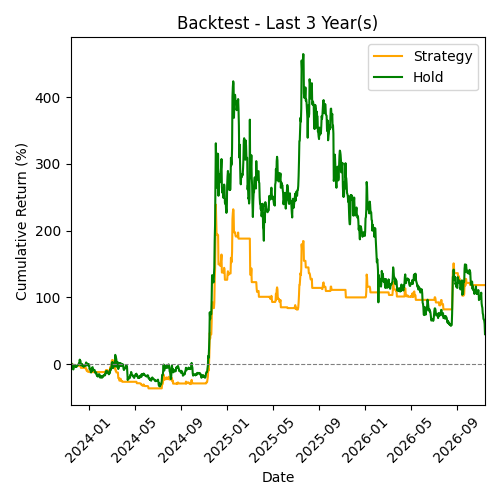 Backtest - Last 3 Year(s)
Strategy
Hold
Cumulative Return (%)
400
300
200
100
0
2024-01
2024-05
2024-09
2025-01
2025-05
2025-09
2026-01
2026-05
2026-09
Date